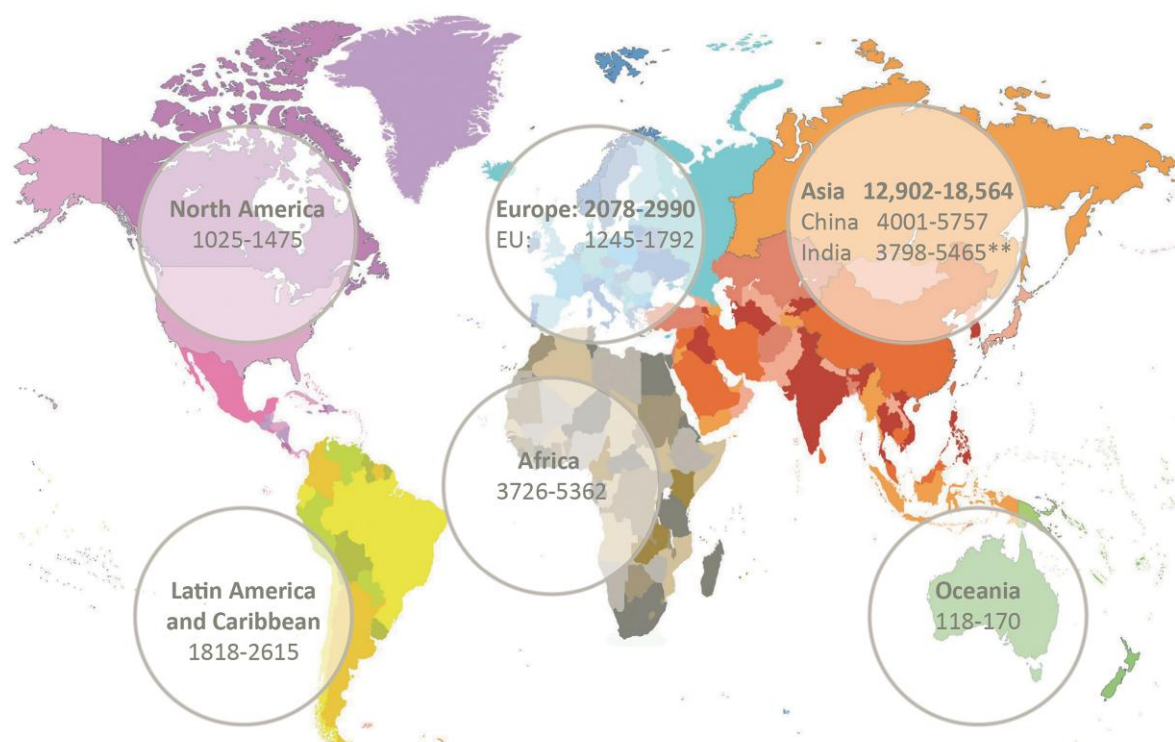 North America
1025-1475
Europe: 2078-2990
EU: 1245-1792
Asia 12,902-18,564
China 4001-5757
India 3798-5465**
Africa
3726-5362
Latin America
and Caribbean
1818-2615
Oceania
118-170